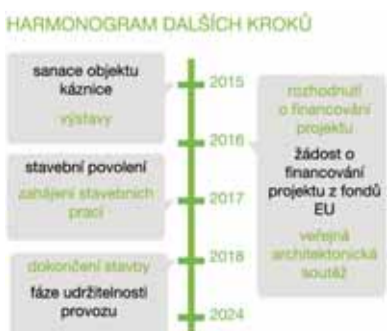 HARMONOGRAM DALŠÍCH KROKŮ
sanace objektu
káznice
výstavy
2015
rozhodnutí
o financování
projektu
žádost o
financování
projektu z fondů
EU
veřejná
architektonická
soutěž
2016
stavební povolení
zahájení stavebních
prací
2017
dokončení stavby
fáze udržitelnosti
provozu
2018
2024